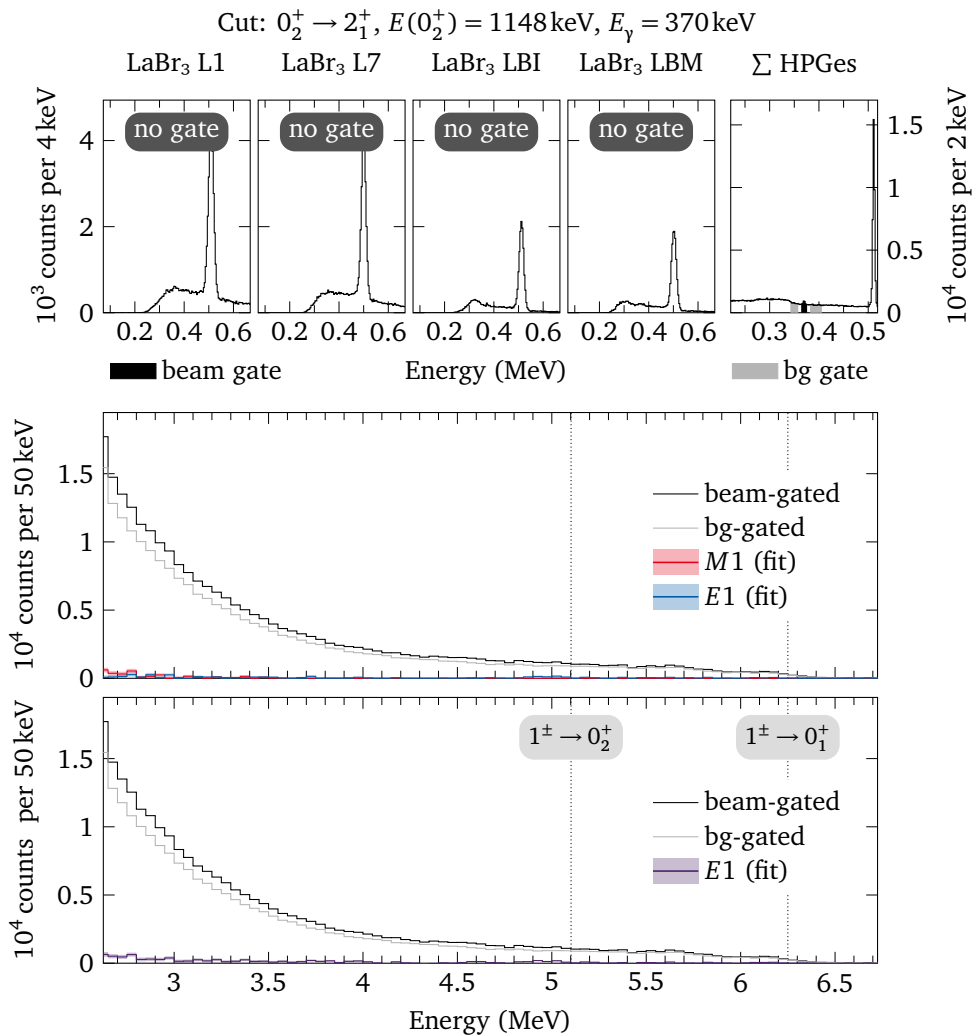 Cut: 0₂⁺ → 2₁⁺, E(0₂⁺) = 1148 keV, E_γ = 370 keV
LaBr₃ L1 LaBr₃ L7 LaBr₃ LBI LaBr₃ LBM ∑ HPGes
no gate no gate no gate no gate
10³ counts per 4 keV
0 2 4
10⁴ counts per 2 keV
0 0.5 1 1.5
0.2 0.4 0.6 0.2 0.4 0.6 0.2 0.4 0.6 0.2 0.4 0.6 0.3 0.4 0.5
beam gate Energy (MeV) bg gate
10⁴ counts per 50 keV
0 0.5 1 1.5
beam-gated
bg-gated
M1 (fit)
E1 (fit)
10⁴ counts per 50 keV
0 0.5 1 1.5
1± → 0₂⁺ 1± → 0₁⁺
beam-gated
bg-gated
E1 (fit)
3 3.5 4 4.5 5 5.5 6 6.5
Energy (MeV)